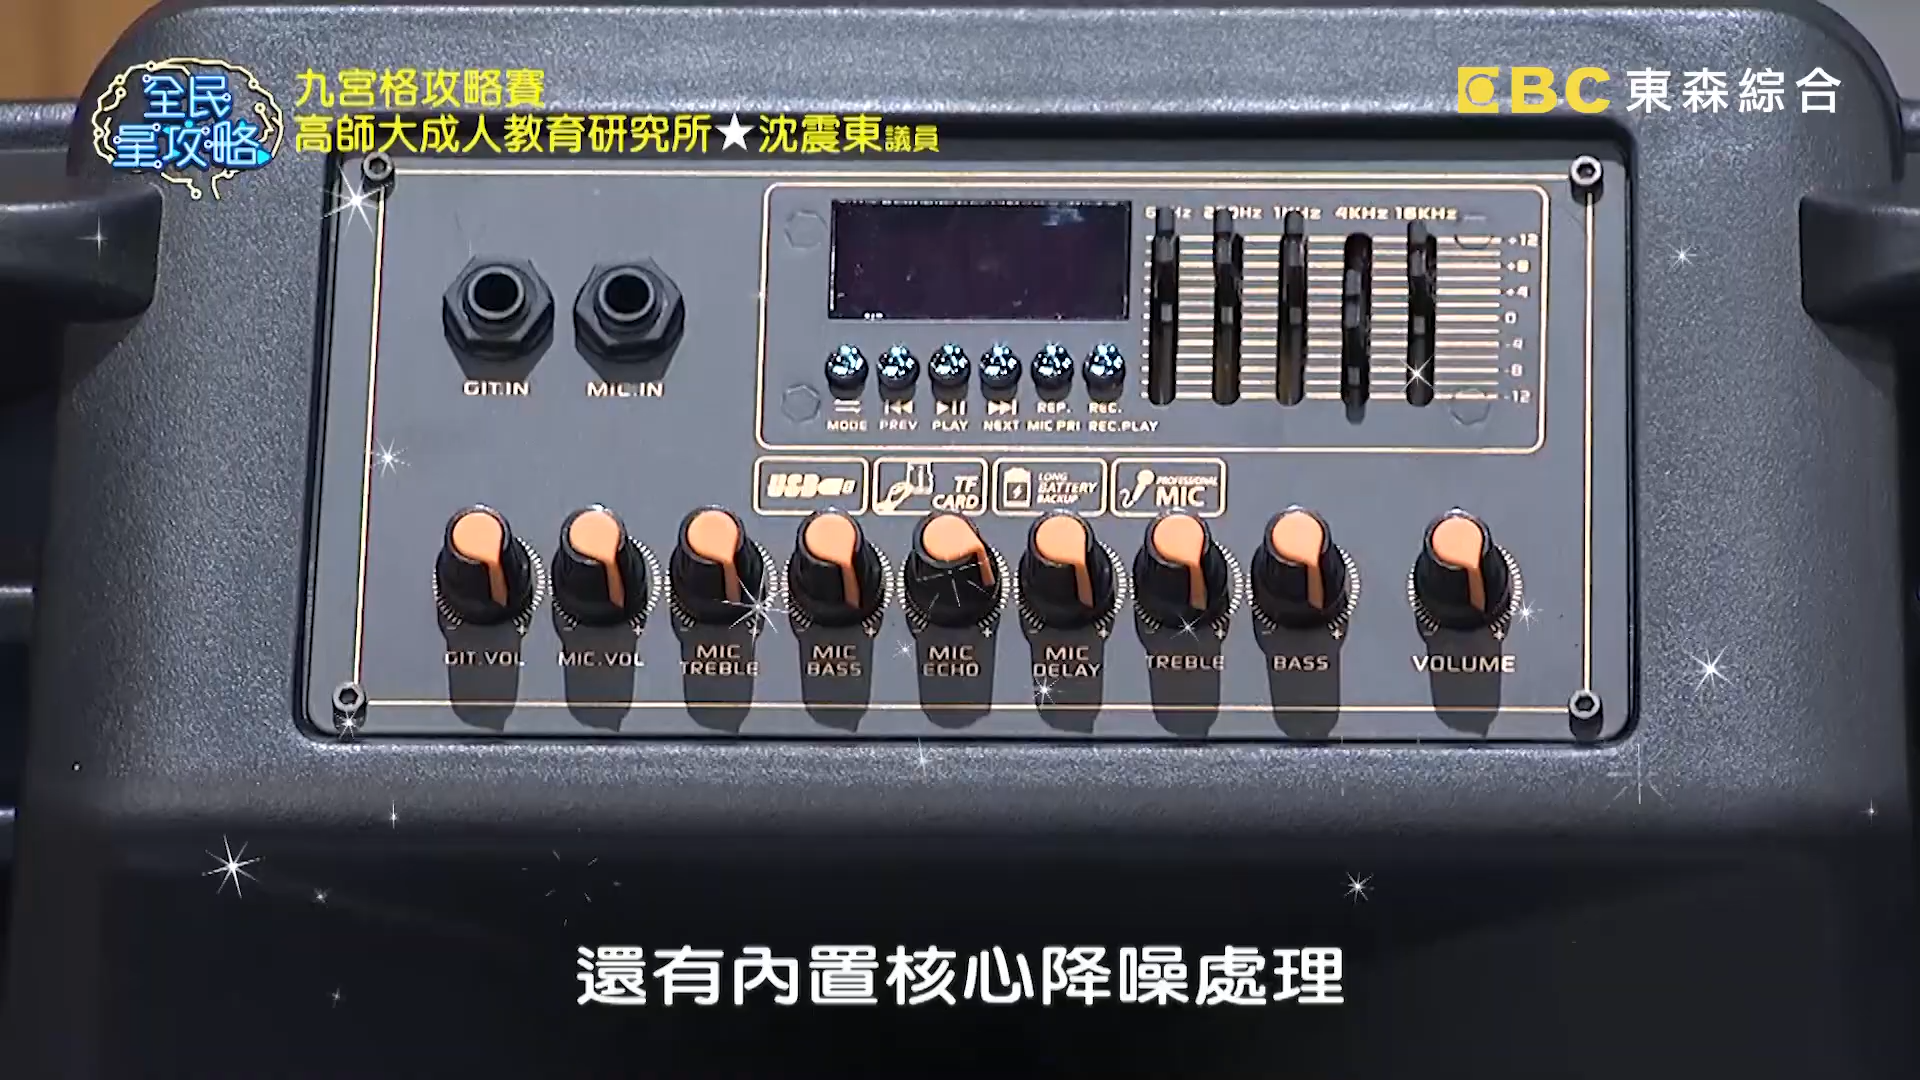 全民
星攻略
九宮格攻略賽
高師大成人教育研究所★沈震東議員
EBC 東森綜合
GIT.IN
MIC.IN
1KHz 4KHz 16KHz
+12
+8
+4
0
-4
-8
-12
MODE PREV PLAY NEXT MIC PRI REC.PLAY
REP. REC.
USB
TF CARD
LONG BATTERY BACKUP
PROFESSIONAL MIC
GIT.VOL
MIC.VOL
MIC TREBLE
MIC BASS
MIC ECHO
MIC DELAY
TREBLE
BASS
VOLUME
還有內置核心降噪處理